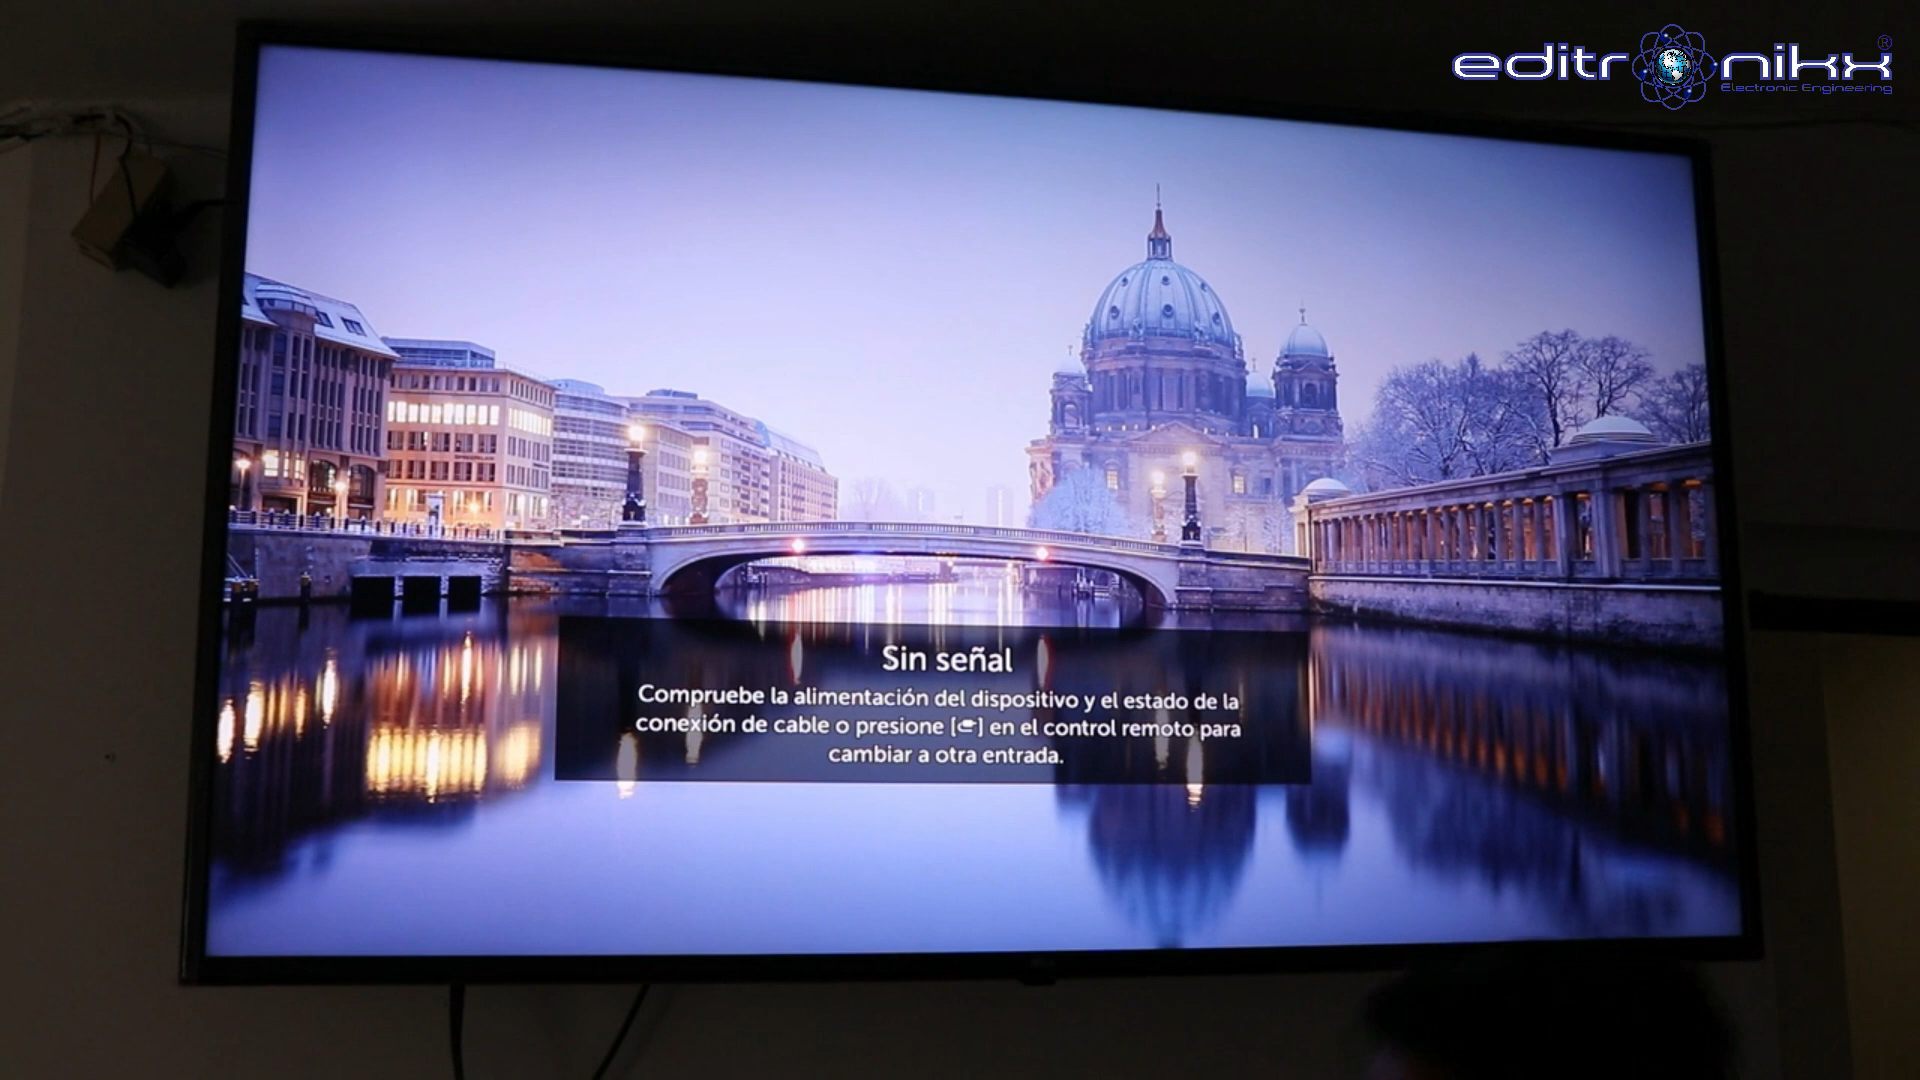 editronikx®
Electronic Engineering
Sin señal
Compruebe la alimentación del dispositivo y el estado de la
conexión de cable o presione [] en el control remoto para
cambiar a otra entrada.